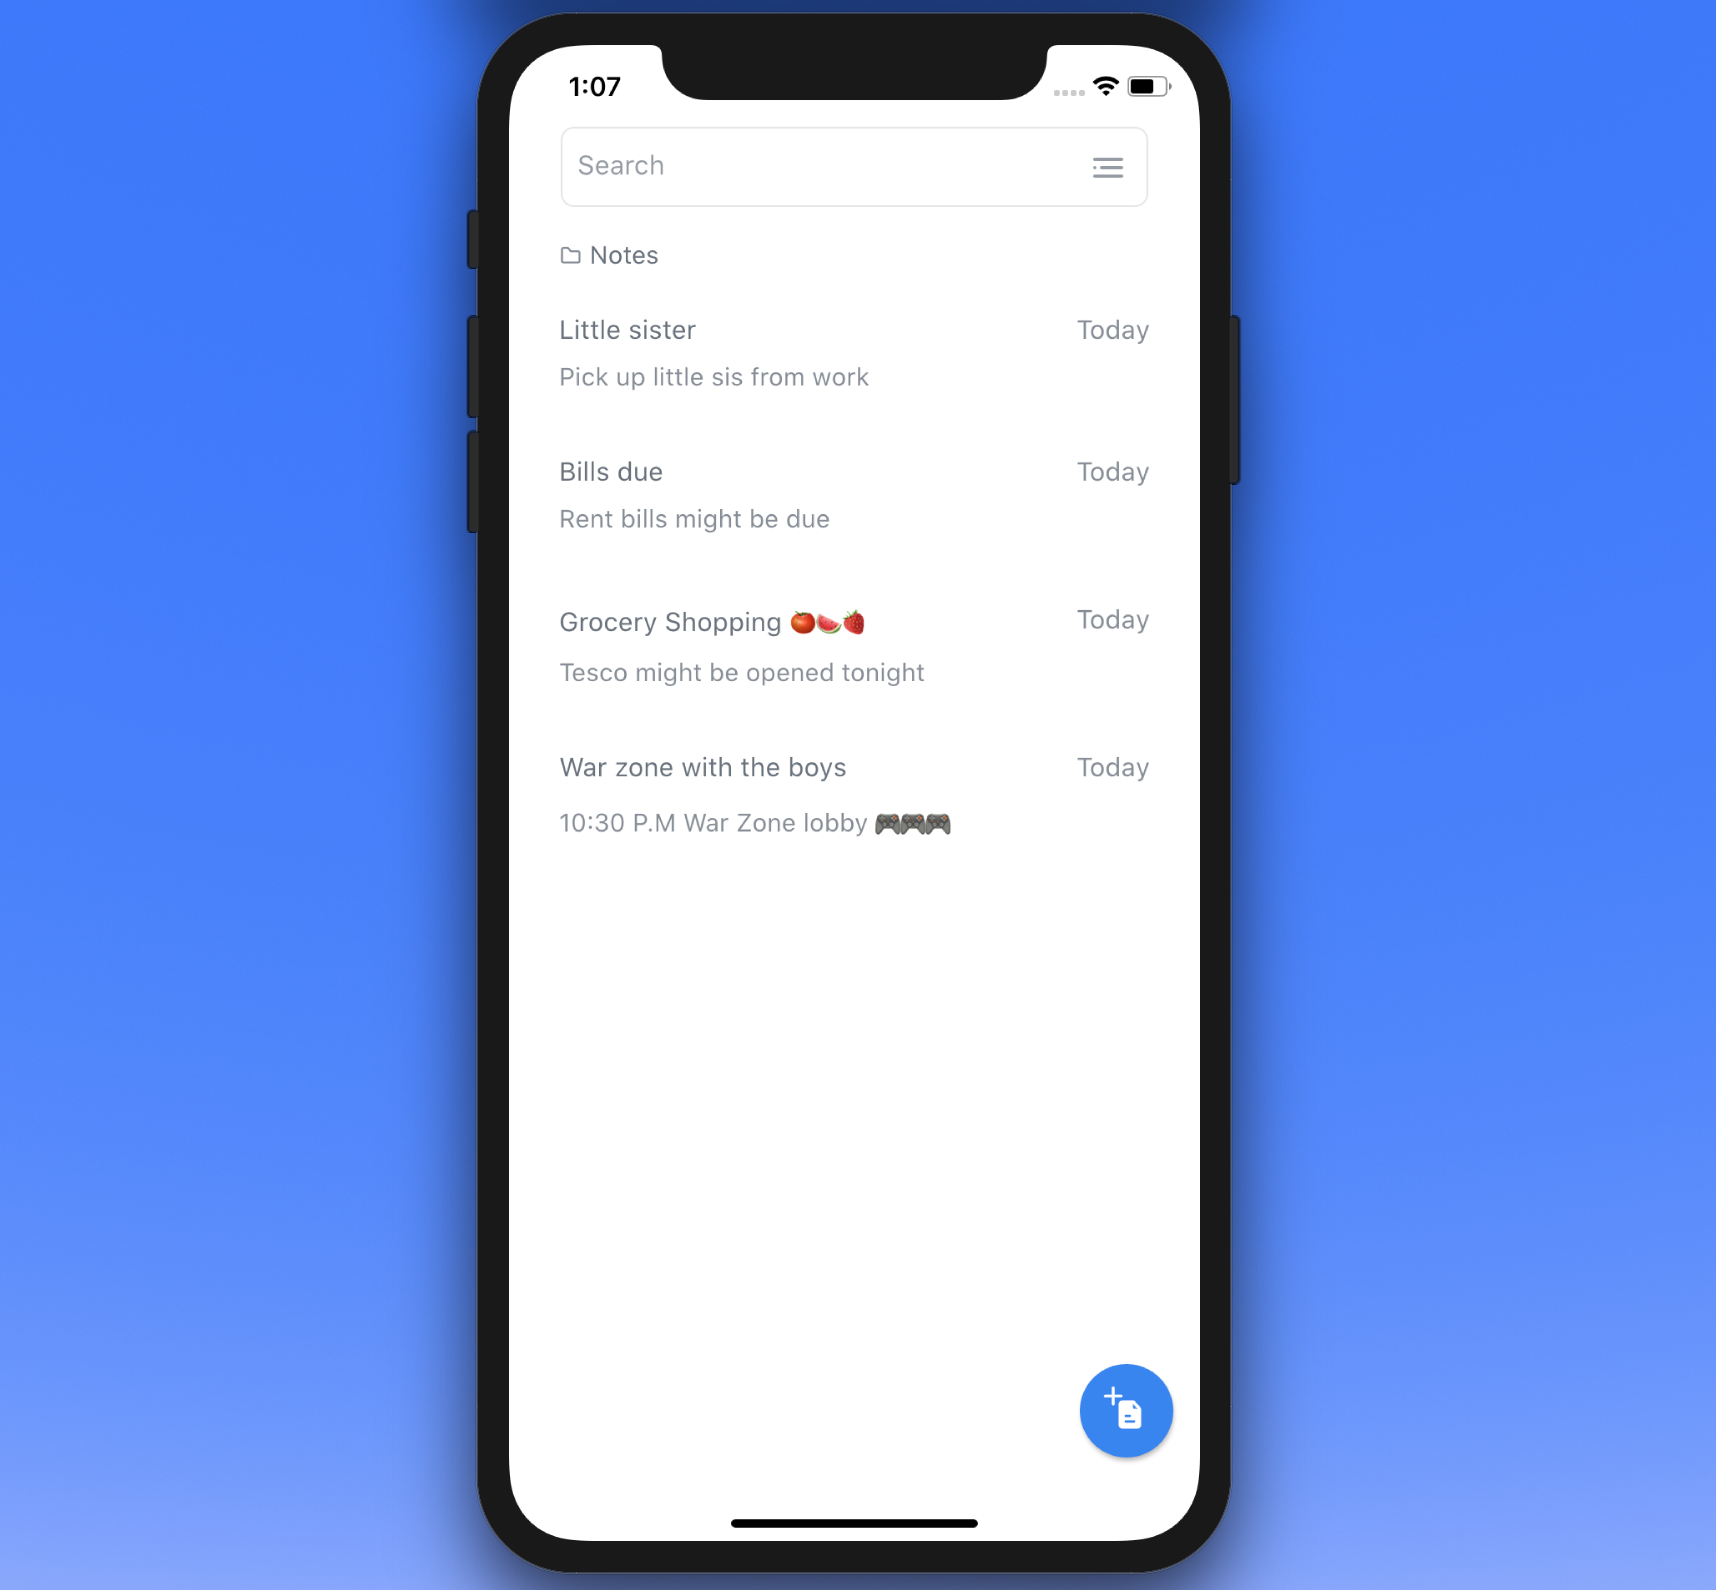 1:07
Search
Notes
Little sister Today
Pick up little sis from work
Bills due Today
Rent bills might be due
Grocery Shopping 🍅🍉🍓 Today
Tesco might be opened tonight
War zone with the boys Today
10:30 P.M War Zone lobby 🎮🎮🎮